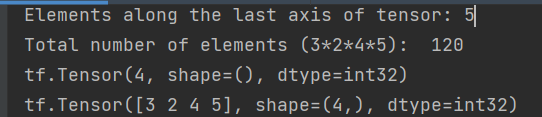 Elements along the last axis of tensor: 5
Total number of elements (3*2*4*5):  120
tf.Tensor(4, shape=(), dtype=int32)
tf.Tensor([3 2 4 5], shape=(4,), dtype=int32)